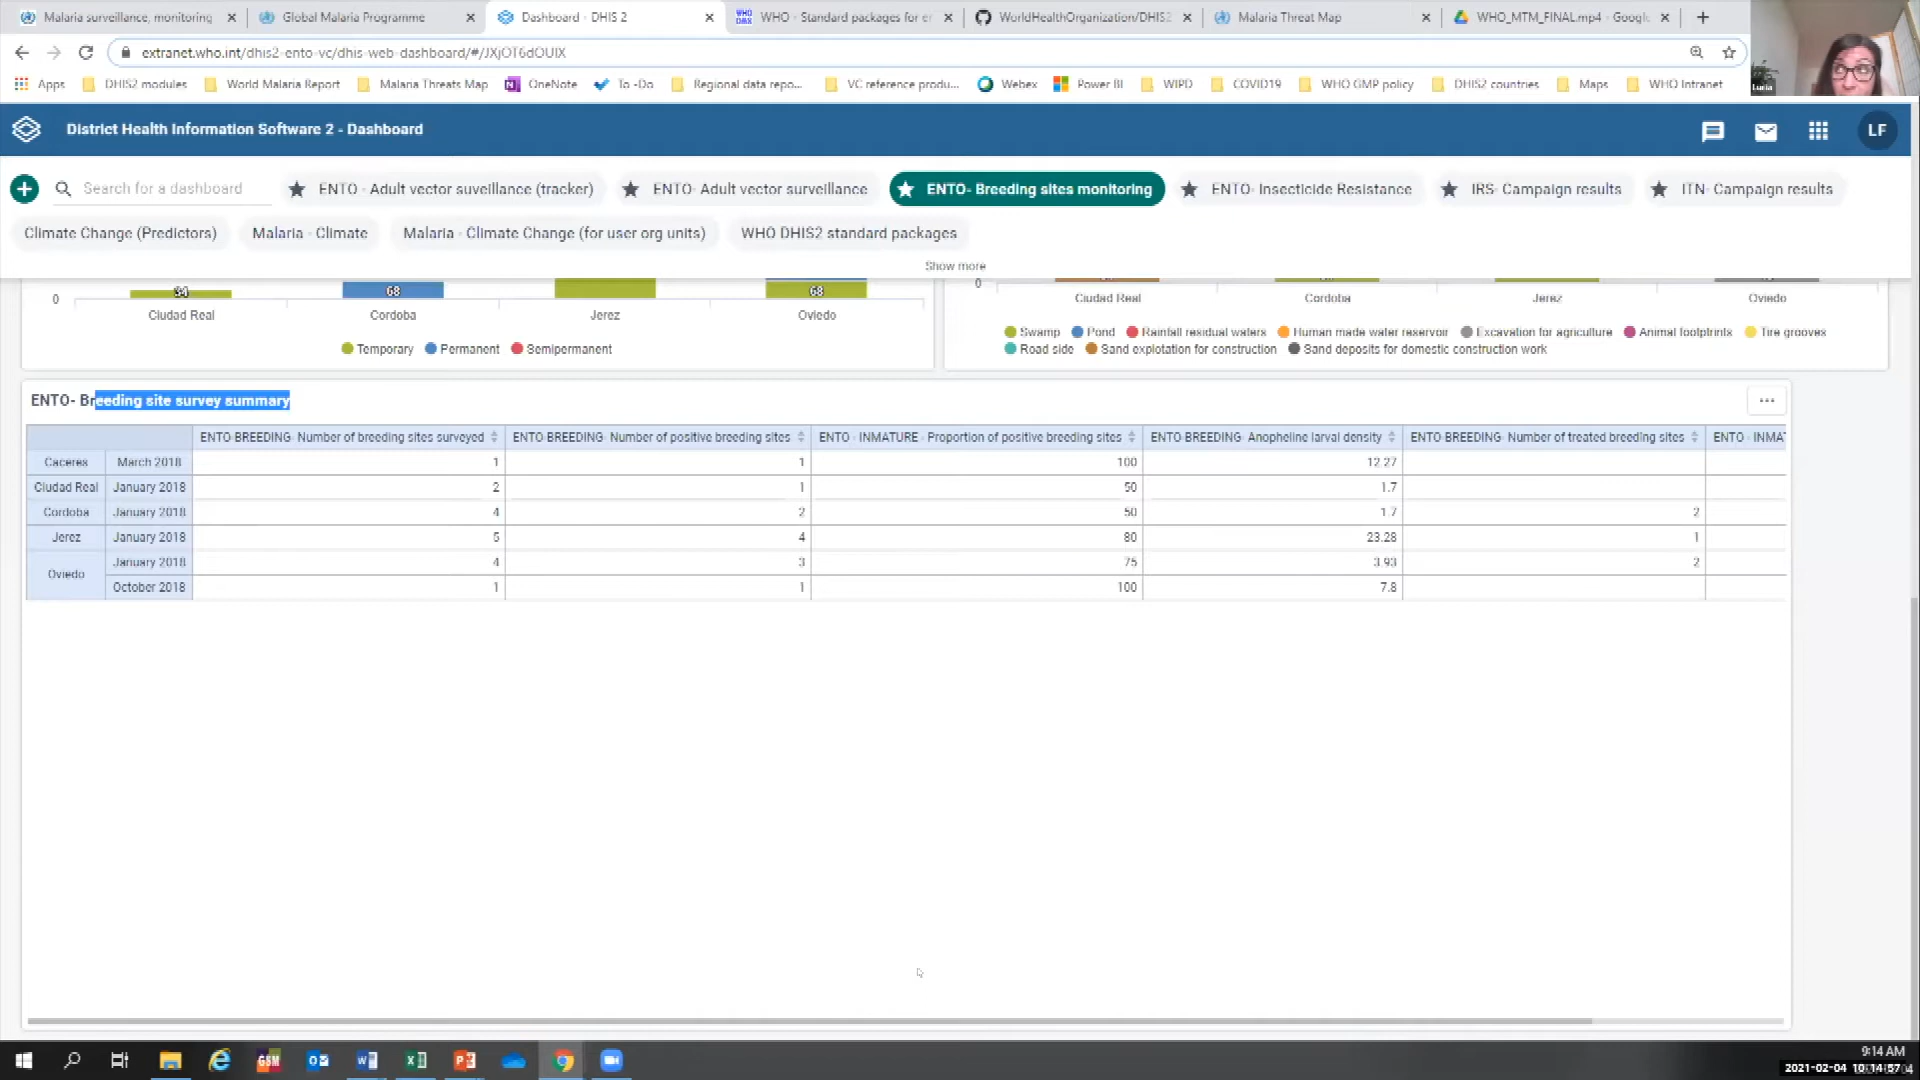 Malaria surveillance, monitoring
Global Malaria Programme
Dashboard - DHIS 2
WHO - Standard packages for er
WorldHealthOrganization/DHIS2
Malaria Threat Map
WHO_MTM_FINAL.mp4 - Google
extranet.who.int/dhis2-ento-vc/dhis-web-dashboard/#/JXjOT6dOUIX
Apps
DHIS2 modules
World Malaria Report
Malaria Threats Map
OneNote
To -Do
Regional data repo...
VC reference produ...
Webex
Power BI
WIPD
COVID19
WHO GMP policy
DHIS2 countries
Maps
WHO Intranet
District Health Information Software 2 - Dashboard
LF
Search for a dashboard
ENTO - Adult vector suveillance (tracker)
ENTO- Adult vector surveillance
ENTO- Breeding sites monitoring
ENTO- Insecticide Resistance
IRS- Campaign results
ITN- Campaign results
Climate Change (Predictors)
Malaria - Climate
Malaria - Climate Change (for user org units)
WHO DHIS2 standard packages
Show more
0 34 68 68
Ciudad Real Cordoba Jerez Oviedo
Temporary Permanent Semipermanent
0
Ciudad Real Cordoba Jerez Oviedo
Swamp Pond Rainfall residual waters Human made water reservoir Excavation for agriculture Animal footprints Tire grooves
Road side Sand explotation for construction Sand deposits for domestic construction work
ENTO- Breeding site survey summary
ENTO-BREEDING- Number of breeding sites surveyed ENTO-BREEDING- Number of positive breeding sites ENTO - INMATURE - Proportion of positive breeding sites ENTO-BREEDING- Anopheline larval density ENTO-BREEDING- Number of treated breeding sites ENTO - INMAT
Caceres March 2018 1 1 100 12.27
Ciudad Real January 2018 2 1 50 1.7
Cordoba January 2018 4 2 50 1.7 2
Jerez January 2018 5 4 80 23.28 1
Oviedo January 2018 4 3 75 3.93 2
October 2018 1 1 100 7.8
9:14 AM
2021-02-04 10:14:57